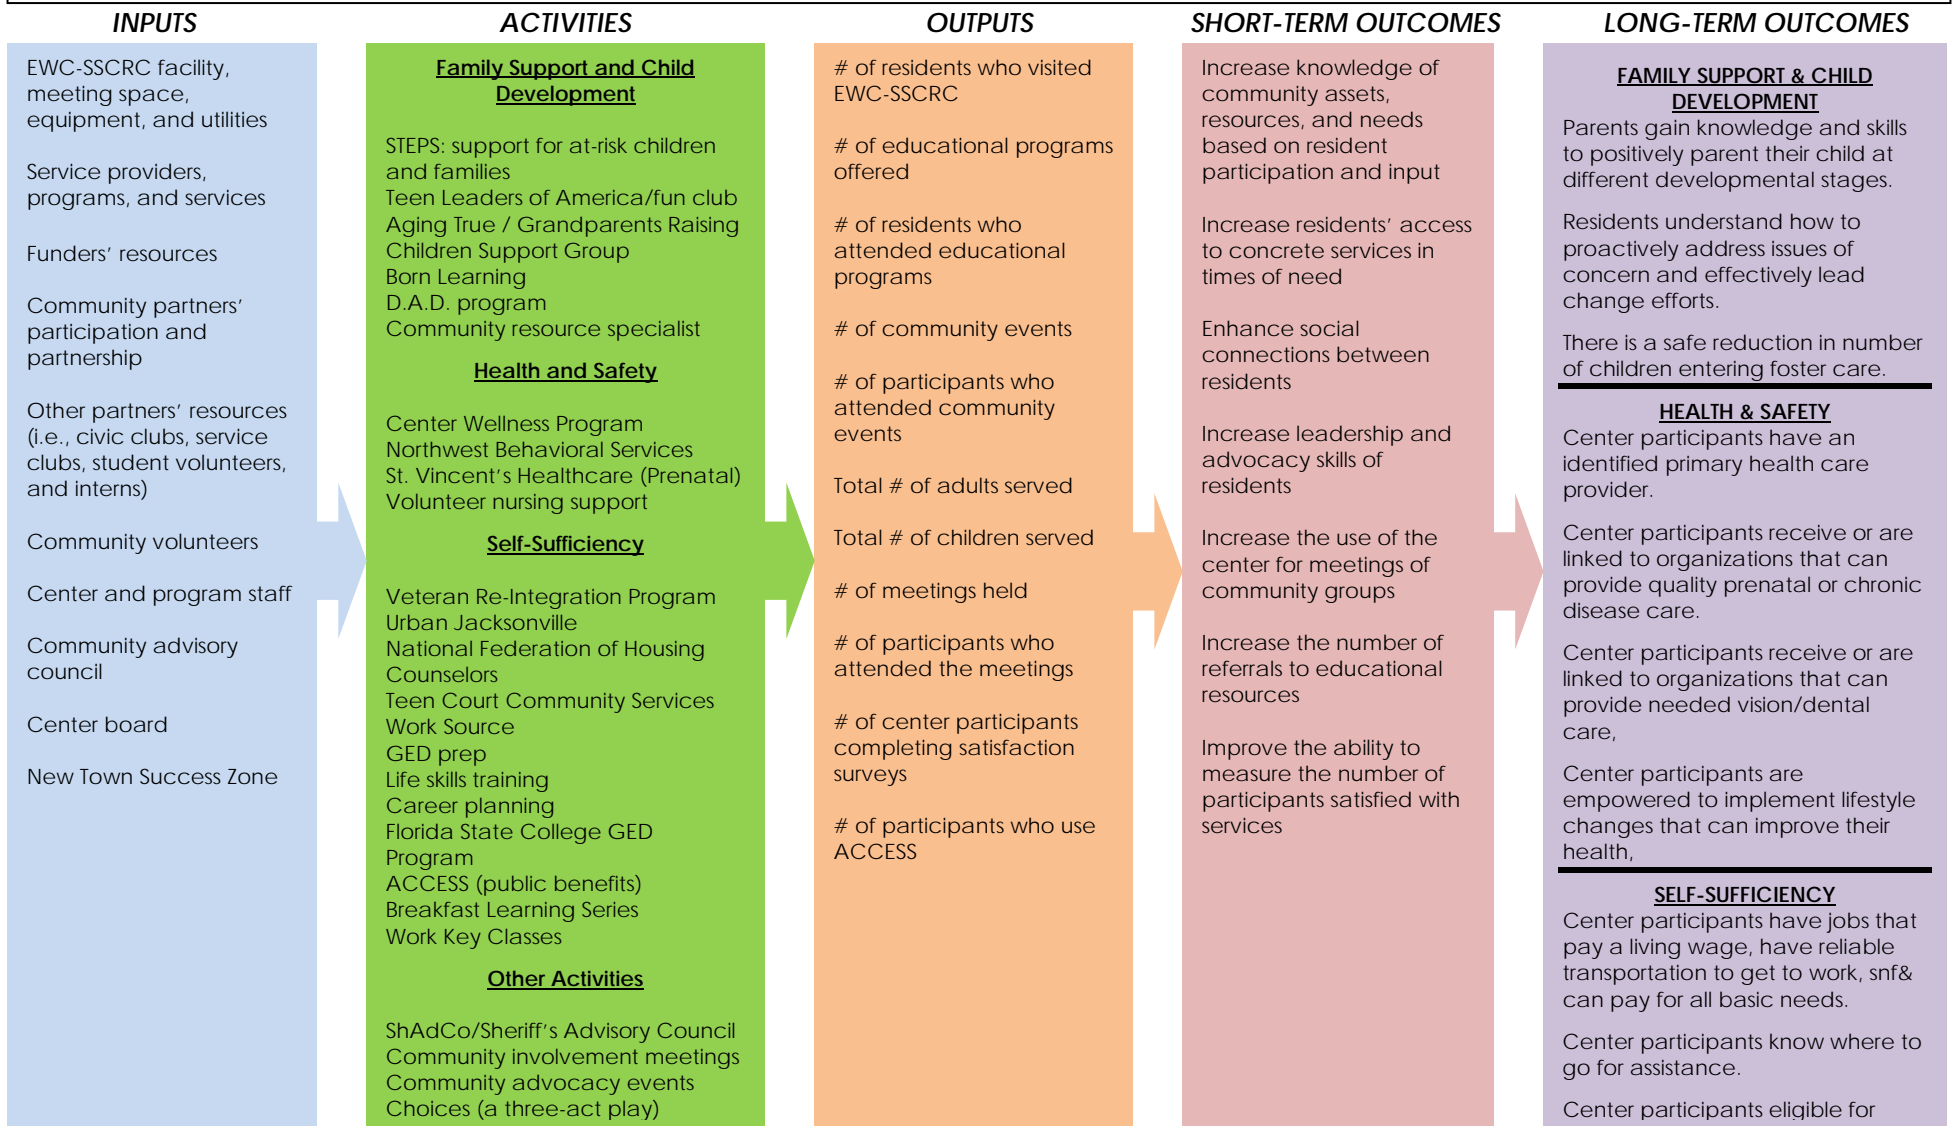 INPUTS
EWC-SSCRC facility,
meeting space,
equipment, and utilities
Service providers,
programs, and services
Funders’ resources
Community partners’
participation and
partnership
Other partners’ resources
(i.e., civic clubs, service
clubs, student volunteers,
and interns)
Community volunteers
Center and program staff
Community advisory
council
Center board
New Town Success Zone
ACTIVITIES
Family Support and Child
Development
STEPS: support for at-risk children
and families
Teen Leaders of America/fun club
Aging True / Grandparents Raising
Children Support Group
Born Learning
D.A.D. program
Community resource specialist
Health and Safety
Center Wellness Program
Northwest Behavioral Services
St. Vincent’s Healthcare (Prenatal)
Volunteer nursing support
Self-Sufficiency
Veteran Re-Integration Program
Urban Jacksonville
National Federation of Housing
Counselors
Teen Court Community Services
Work Source
GED prep
Life skills training
Career planning
Florida State College GED
Program
ACCESS (public benefits)
Breakfast Learning Series
Work Key Classes
Other Activities
ShAdCo/Sheriff’s Advisory Council
Community involvement meetings
Community advocacy events
Choices (a three-act play)
OUTPUTS
# of residents who visited
EWC-SSCRC
# of educational programs
offered
# of residents who
attended educational
programs
# of community events
# of participants who
attended community
events
Total # of adults served
Total # of children served
# of meetings held
# of participants who
attended the meetings
# of center participants
completing satisfaction
surveys
# of participants who use
ACCESS
SHORT-TERM OUTCOMES
Increase knowledge of
community assets,
resources, and needs
based on resident
participation and input
Increase residents’ access
to concrete services in
times of need
Enhance social
connections between
residents
Increase leadership and
advocacy skills of
residents
Increase the use of the
center for meetings of
community groups
Increase the number of
referrals to educational
resources
Improve the ability to
measure the number of
participants satisfied with
services
LONG-TERM OUTCOMES
FAMILY SUPPORT & CHILD
DEVELOPMENT
Parents gain knowledge and skills
to positively parent their child at
different developmental stages.
Residents understand how to
proactively address issues of
concern and effectively lead
change efforts.
There is a safe reduction in number
of children entering foster care.
HEALTH & SAFETY
Center participants have an
identified primary health care
provider.
Center participants receive or are
linked to organizations that can
provide quality prenatal or chronic
disease care.
Center participants receive or are
linked to organizations that can
provide needed vision/dental
care,
Center participants are
empowered to implement lifestyle
changes that can improve their
health,
SELF-SUFFICIENCY
Center participants have jobs that
pay a living wage, have reliable
transportation to get to work, snf&
can pay for all basic needs.
Center participants know where to
go for assistance.
Center participants eligible for